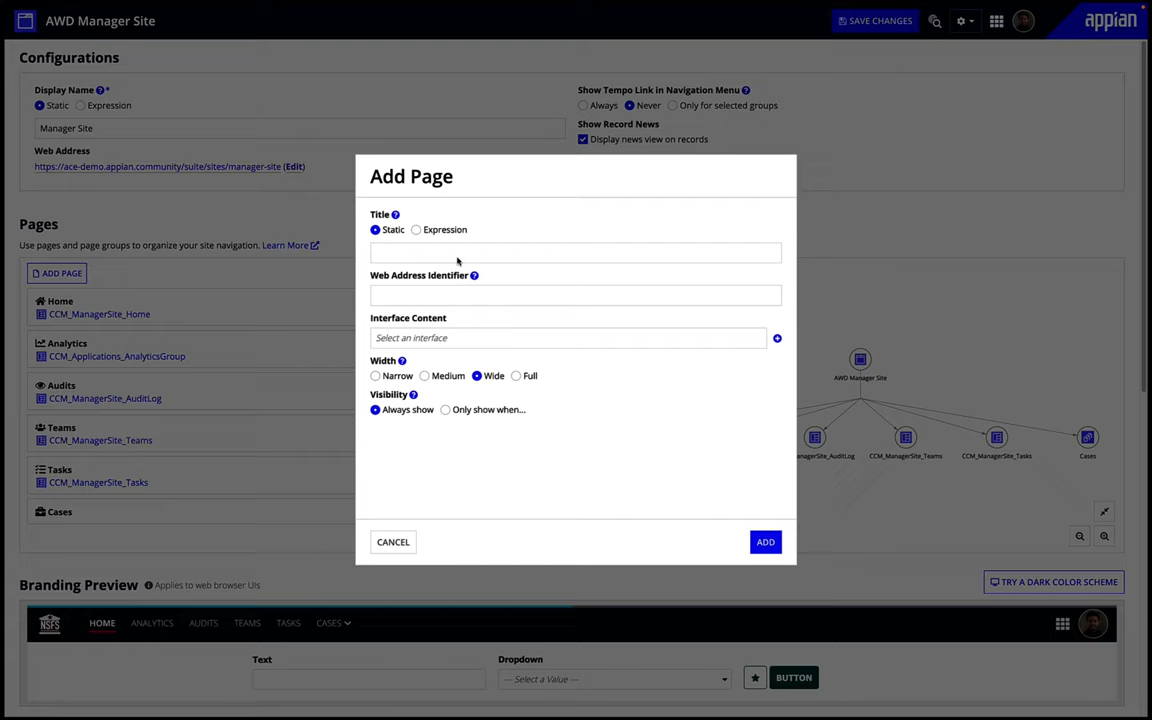 AWD Manager Site
SAVE CHANGES
appian
Configurations
Display Name ? *
Static Expression
Manager Site
Web Address
https://ace-demo.appian.community/suite/sites/manager-site (Edit)
Show Tempo Link in Navigation Menu ?
Always Never Only for selected groups
Show Record News
Display news view on records
Pages
Use pages and page groups to organize your site navigation. Learn More
ADD PAGE
Home
CCM_ManagerSite_Home
Analytics
CCM_Applications_AnalyticsGroup
Audits
CCM_ManagerSite_AuditLog
Teams
CCM_ManagerSite_Teams
Tasks
CCM_ManagerSite_Tasks
Cases
Add Page
Title ?
Static Expression
Web Address Identifier ?
Interface Content
Select an interface
Width ?
Narrow Medium Wide Full
Visibility ?
Always show Only show when...
CANCEL
ADD
AWD Manager Site
anagerSite_AuditLog
CCM_ManagerSite_Teams
CCM_ManagerSite_Tasks
Cases
Branding Preview
Applies to web browser UIs
TRY A DARK COLOR SCHEME
NSFS
HOME ANALYTICS AUDITS TEAMS TASKS CASES
Text
Dropdown
--- Select a Value ---
BUTTON